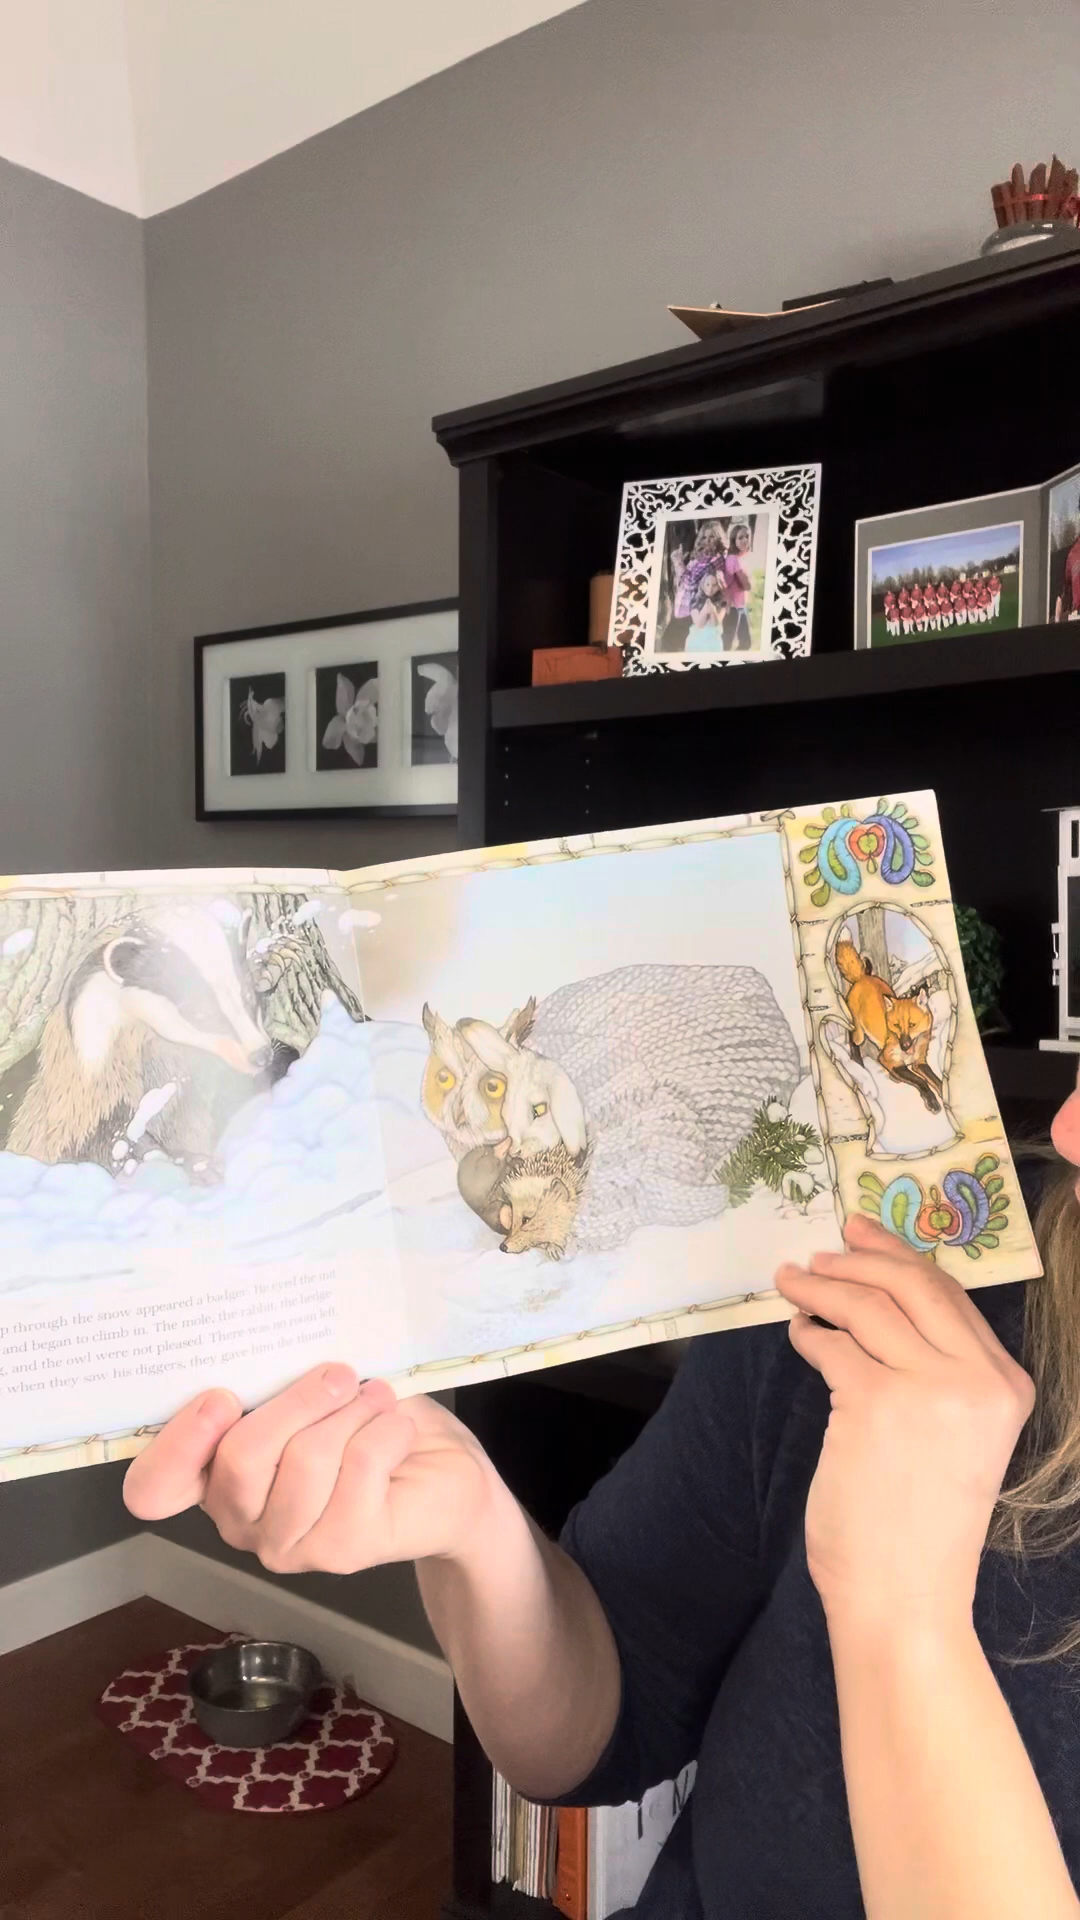 p through the snow appeared a badger. He eyed the mit
and began to climb in. The mole, the rabbit, the hedge
g, and the owl were not pleased. There was no room left,
when they saw his diggers, they gave him the thumb.